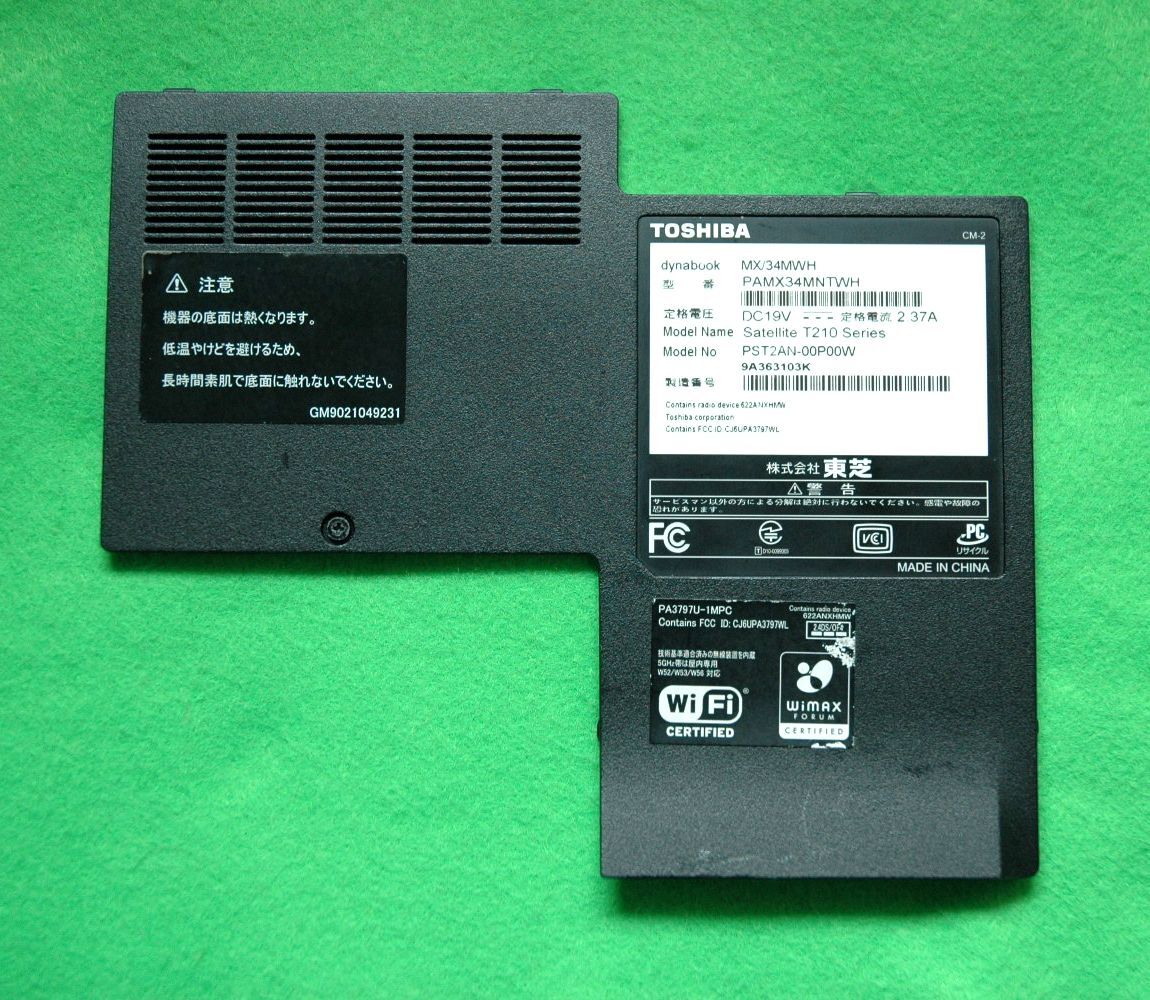 注意
機器の底面は熱くなります。
低温やけどを避けるため、
長時間素肌で底面に触れないでください。
GM9021049231
TOSHIBA
CM-2
dynabook MX/34MWH
型 番 PAMX34MNTWH
定格電圧 DC19V 定格電流 2.37A
Model Name Satellite T210 Series
Model No PST2AN-00P00W
9A363103K
製造番号
Contains radio device:622ANXHMW
Toshiba corporation
Contains FCC ID:CJ6UPA3797WL
株式会社 東芝
警 告
サービスマン以外の方による分解は絶対に行わないでください。感電や故障の
恐れがあります。
FC
VCI
PC
リサイクル
MADE IN CHINA
PA3797U-1MPC
Contains radio device
622ANXHMW
Contains FCC ID: CJ6UPA3797WL
2.4DS/OF4
技術基準適合済みの無線装置を内蔵
5GHz帯は屋内専用
W52/W53/W56 対応
Wi Fi ®
CERTIFIED
WiMAX
FORUM
CERTIFIED